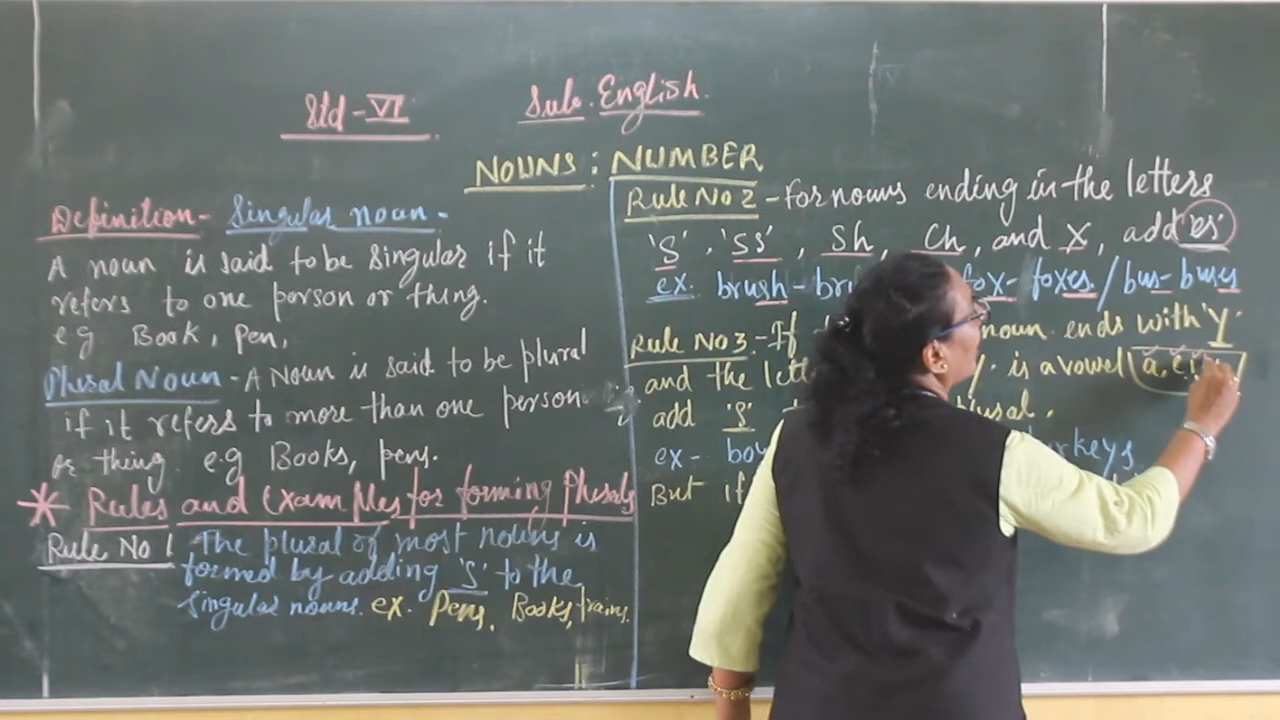 Std - VI
Sub. English.
NOUNS : NUMBER
Definition - Singular noun -
A noun is said to be singular if it
refers to one person or thing.
eg Book, Pen,
Plural Noun - A Noun is said to be plural
if it refers to more than one person
or thing e.g Books, pens.
* Rules and Examples for forming Plurals
Rule No 1 The plural of most nouns is
formed by adding 's' to the
singular nouns. ex. Pens, Books, trains.
Rule No 2 - For nouns ending in the letters
's', 'ss', sh, ch, and x, add 'es'
ex. brush - fox - foxes / bus - buses
Rule No 3 - If noun ends with 'Y'
and the Y is a vowel a, e, i
add 's'
ex - boy
But if